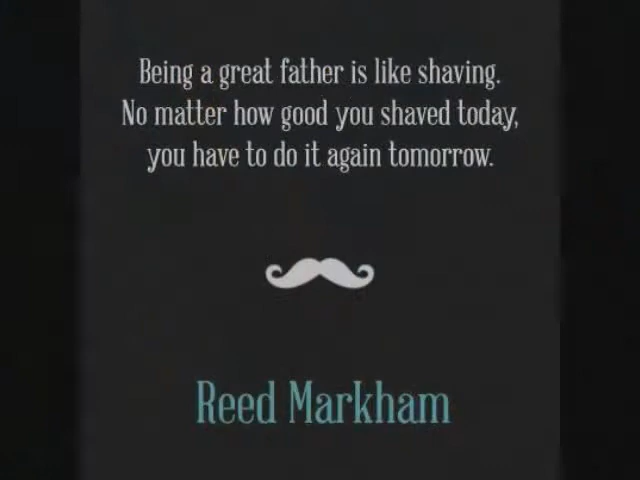 Being a great father is like shaving.
No matter how good you shaved today,
you have to do it again tomorrow.
Reed Markham